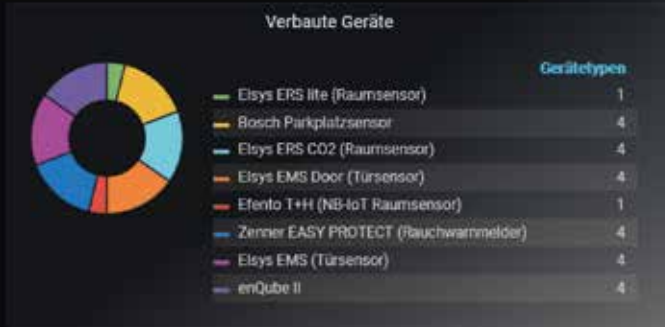 Verbaute Geräte
Gerätetypen
Elsys ERS lite (Raumsensor) 1
Bosch Parkplatzsensor 4
Elsys ERS CO2 (Raumsensor) 4
Elsys EMS Door (Türsensor) 4
Efento T+H (NB-IoT Raumsensor) 1
Zenner EASY PROTECT (Rauchwarnmelder) 4
Elsys EMS (Türsensor) 4
enQube II 4